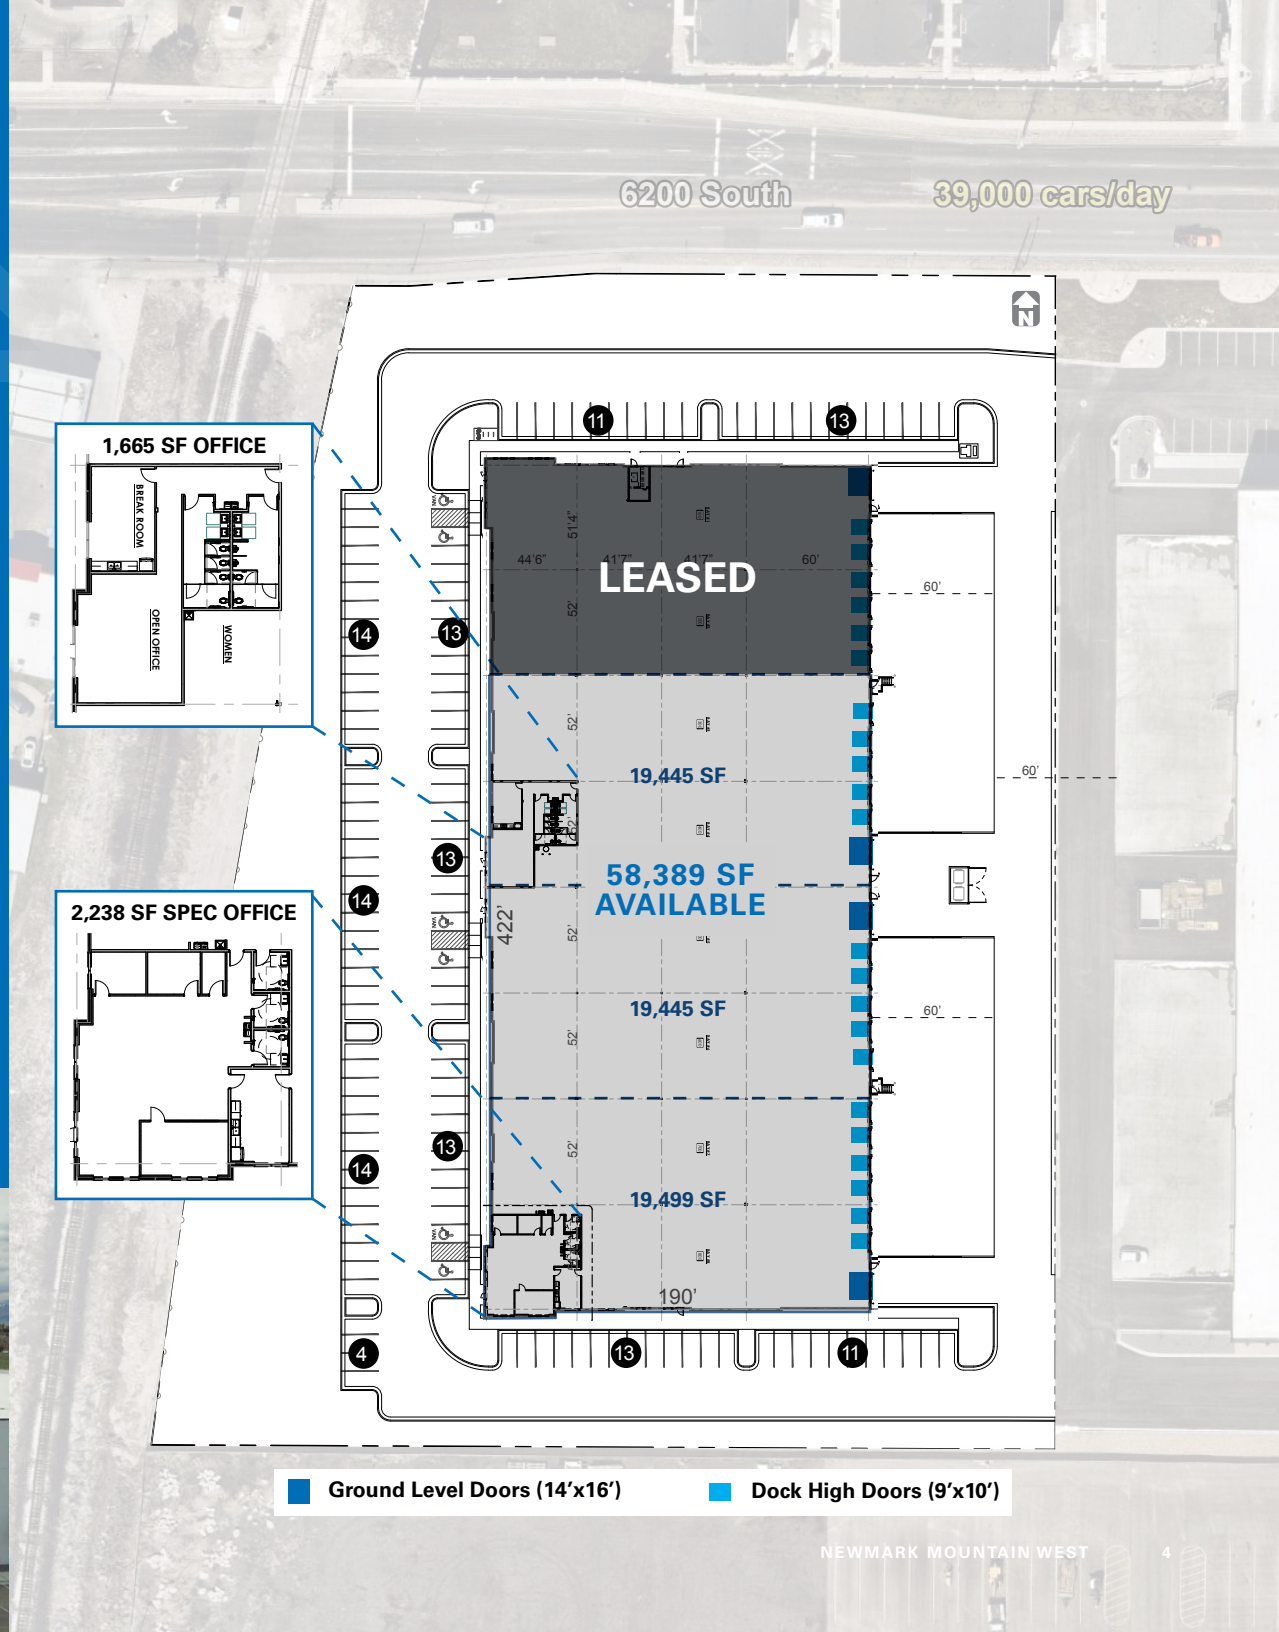 6200 South
39,000 cars/day
N
11
13
1,665 SF OFFICE
BREAK ROOM
OPEN OFFICE
WOMEN
VAN
51'4"
44'6"
41'7"
41'7"
60'
LEASED
60'
52'
14
13
52'
19,445 SF
60'
52'
13
58,389 SF
AVAILABLE
14
2,238 SF SPEC OFFICE
422'
VAN
52'
19,445 SF
60'
52'
13
52'
14
19,499 SF
VAN
190'
4
13
11
Ground Level Doors (14'x16')
Dock High Doors (9'x10')
NEWMARK MOUNTAIN WEST
4